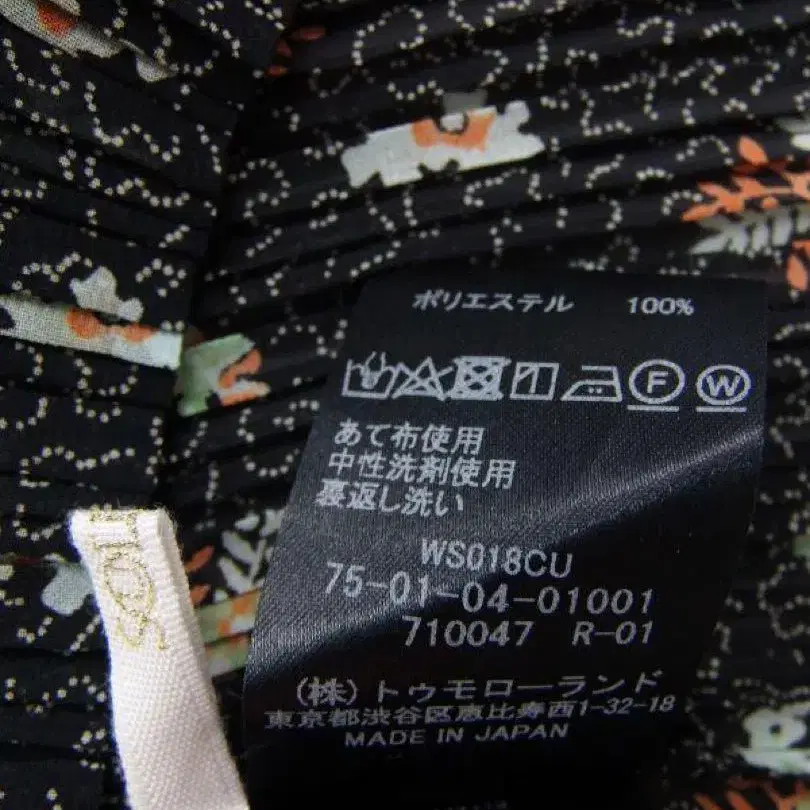 ポリエステル 100%
あて布使用
中性洗剤使用
裏返し洗い
WS018CU
75-01-04-01001
710047 R-01
(株)トゥモローランド
東京都渋谷区恵比寿西1-32-18
MADE IN JAPAN
F
W